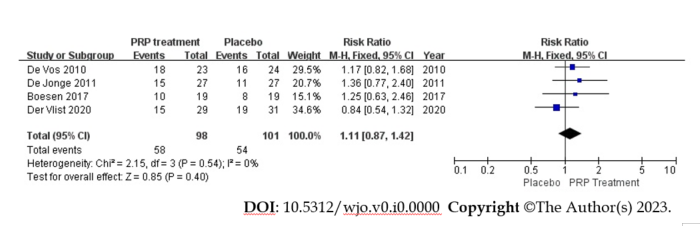 PRP treatment Placebo Risk Ratio Risk Ratio
Study or Subgroup Events Total Events Total Weight M-H, Fixed, 95% CI Year M-H, Fixed, 95% CI
De Vos 2010 18 23 16 24 29.5% 1.17 [0.82, 1.68] 2010
De Jonge 2011 15 27 11 27 20.7% 1.36 [0.77, 2.40] 2011
Boesen 2017 10 19 8 19 15.1% 1.25 [0.63, 2.46] 2017
Der Vlist 2020 15 29 19 31 34.6% 0.84 [0.54, 1.32] 2020
Total (95% CI) 98 101 100.0% 1.11 [0.87, 1.42]
Total events 58 54
Heterogeneity: Chi² = 2.15, df = 3 (P = 0.54); I² = 0%
Test for overall effect: Z = 0.85 (P = 0.40)
0.1 0.2 0.5 1 2 5 10
Placebo PRP Treatment
DOI: 10.5312/wjo.v0.i0.0000 Copyright ©The Author(s) 2023.